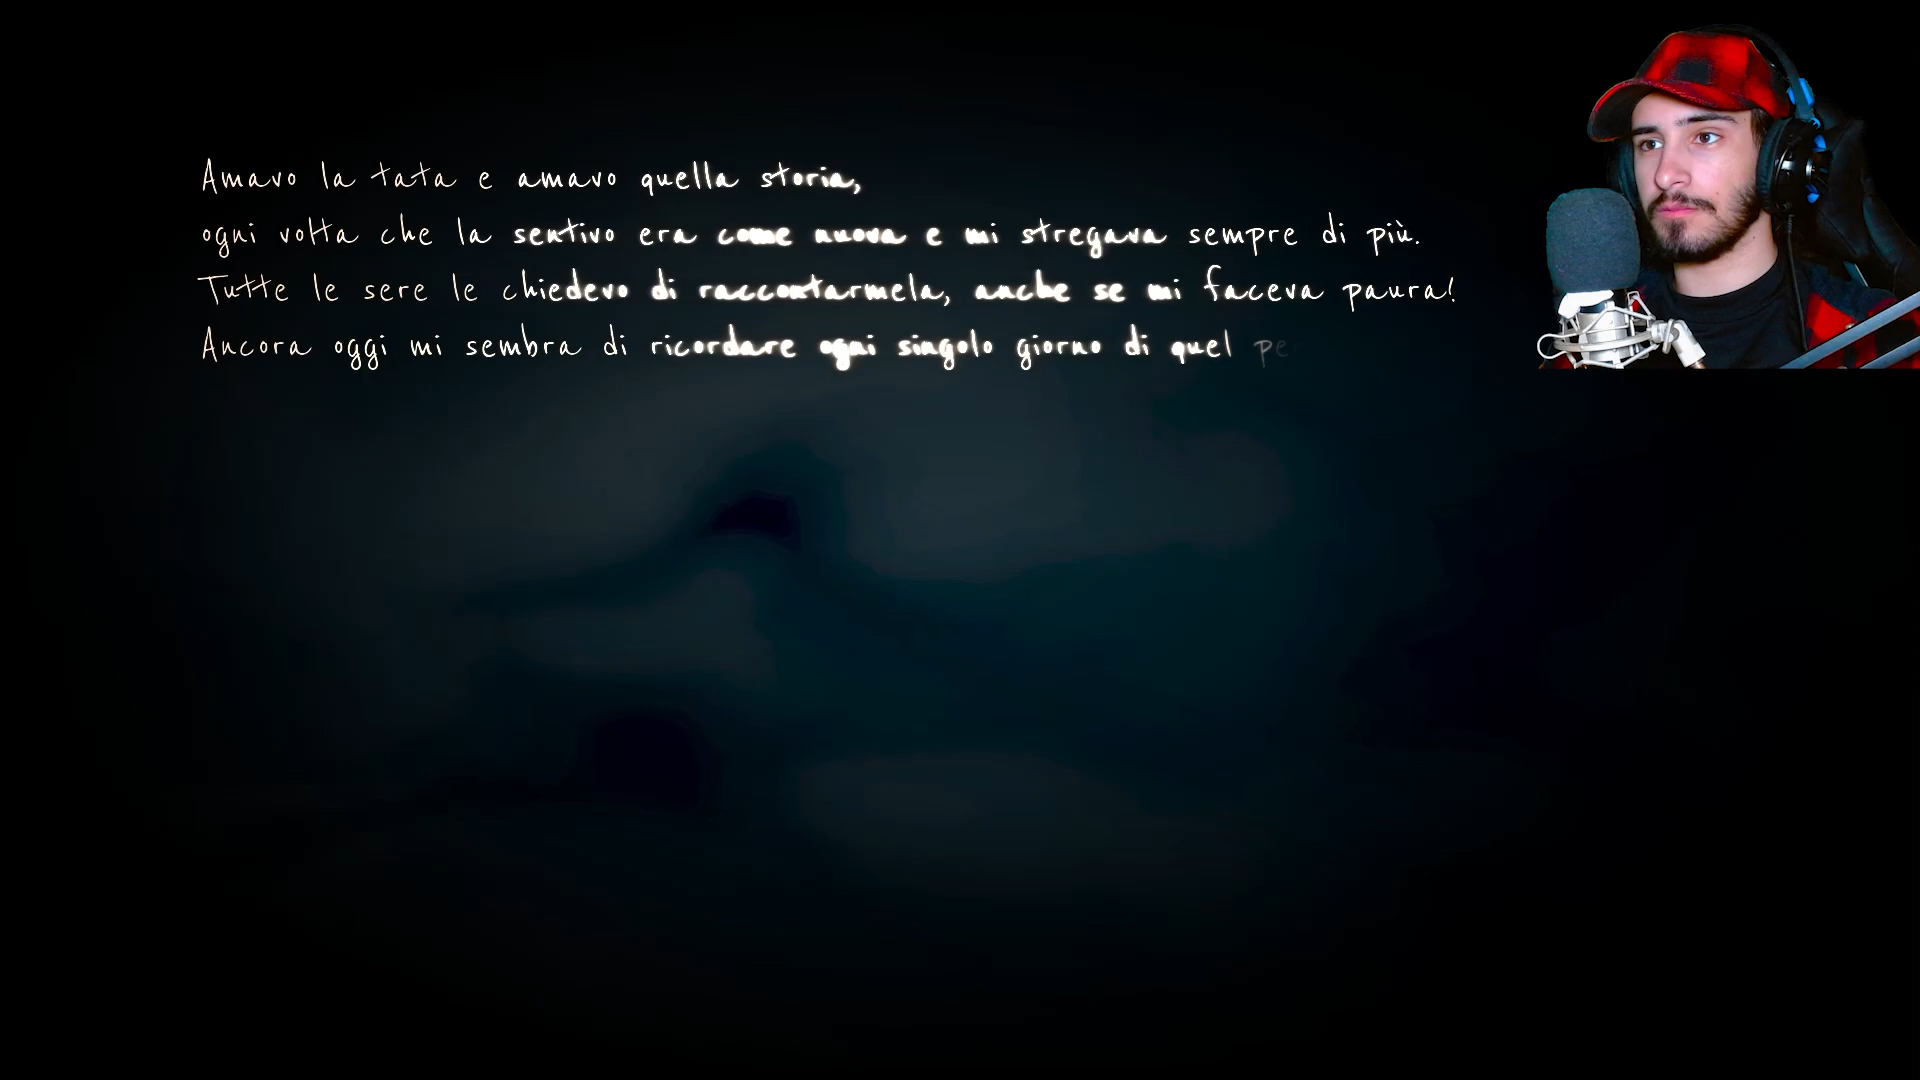 Amavo la tata e amavo quella storia,
ogni volta che la sentivo era come nuova e mi stregava sempre di più.
Tutte le sere le chiedevo di raccontarmela, anche se mi faceva paura!
Ancora oggi mi sembra di ricordare ogni singolo giorno di quel pe